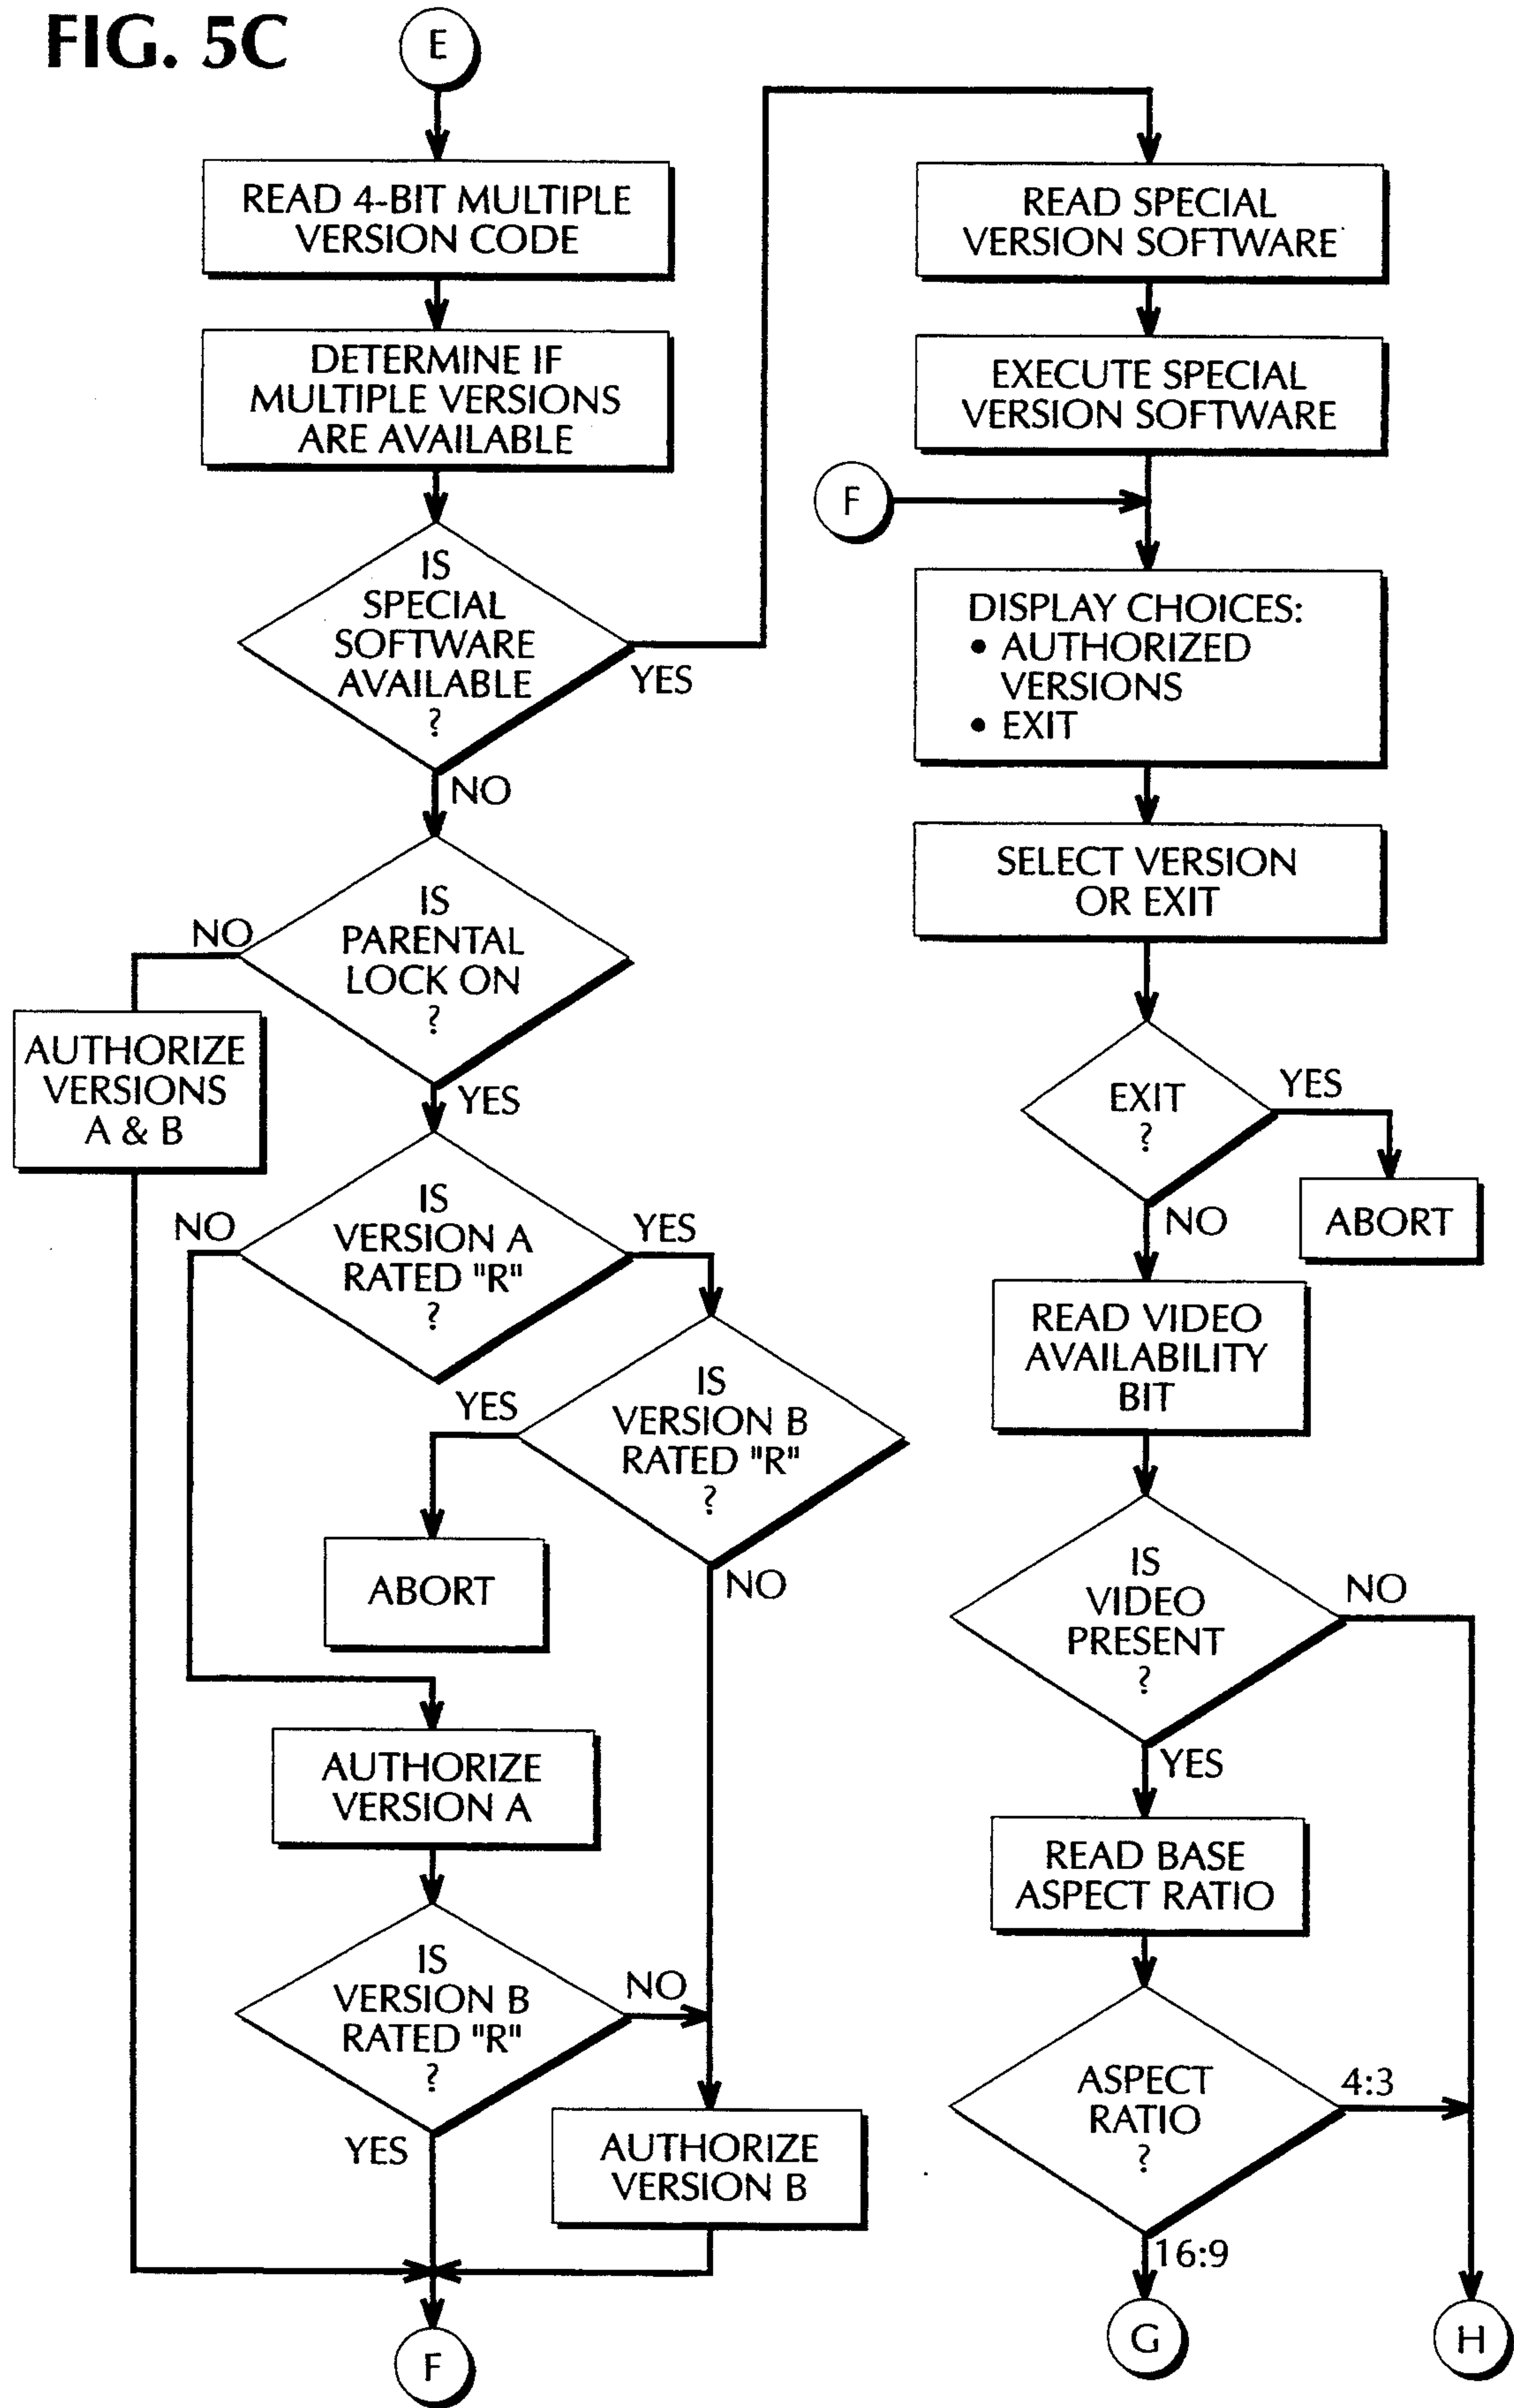 FIG. 5C
E
READ 4-BIT MULTIPLE
VERSION CODE
DETERMINE IF
MULTIPLE VERSIONS
ARE AVAILABLE
IS
SPECIAL
SOFTWARE
AVAILABLE
?
YES
NO
IS
PARENTAL
LOCK ON
?
NO
AUTHORIZE
VERSIONS
A & B
YES
IS
VERSION A
RATED "R"
?
NO
YES
IS
VERSION B
RATED "R"
?
YES
ABORT
NO
AUTHORIZE
VERSION A
IS
VERSION B
RATED "R"
?
NO
YES
AUTHORIZE
VERSION B
F
READ SPECIAL
VERSION SOFTWARE
EXECUTE SPECIAL
VERSION SOFTWARE
F
DISPLAY CHOICES:
• AUTHORIZED
VERSIONS
• EXIT
SELECT VERSION
OR EXIT
EXIT
?
YES
ABORT
NO
READ VIDEO
AVAILABILITY
BIT
IS
VIDEO
PRESENT
?
NO
YES
READ BASE
ASPECT RATIO
ASPECT
RATIO
?
4:3
16:9
G
H